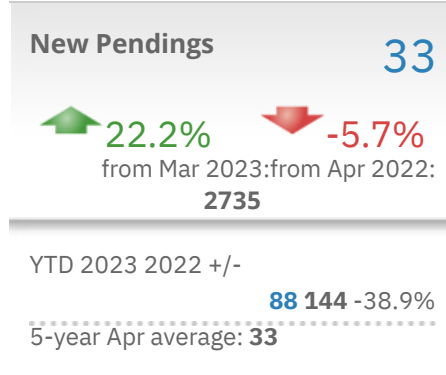 New Pendings
33
22.2% -5.7%
from Mar 2023:from Apr 2022:
2735
YTD 2023 2022 +/-
88 144 -38.9%
5-year Apr average: 33